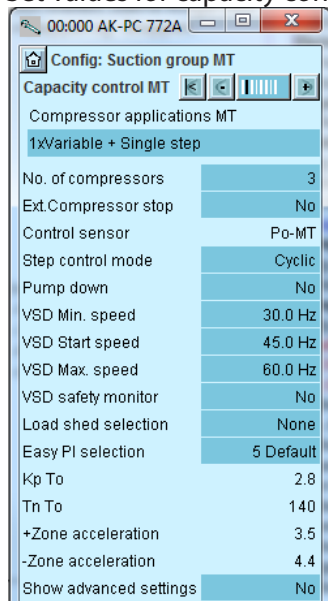 00:000 AK-PC 772A
Config: Suction group MT
Capacity control MT
Compressor applications MT
1xVariable + Single step
No. of compressors 3
Ext.Compressor stop No
Control sensor Po-MT
Step control mode Cyclic
Pump down No
VSD Min. speed 30.0 Hz
VSD Start speed 45.0 Hz
VSD Max. speed 60.0 Hz
VSD safety monitor No
Load shed selection None
Easy PI selection 5 Default
Kp To 2.8
Tn To 140
+Zone acceleration 3.5
-Zone acceleration 4.4
Show advanced settings No